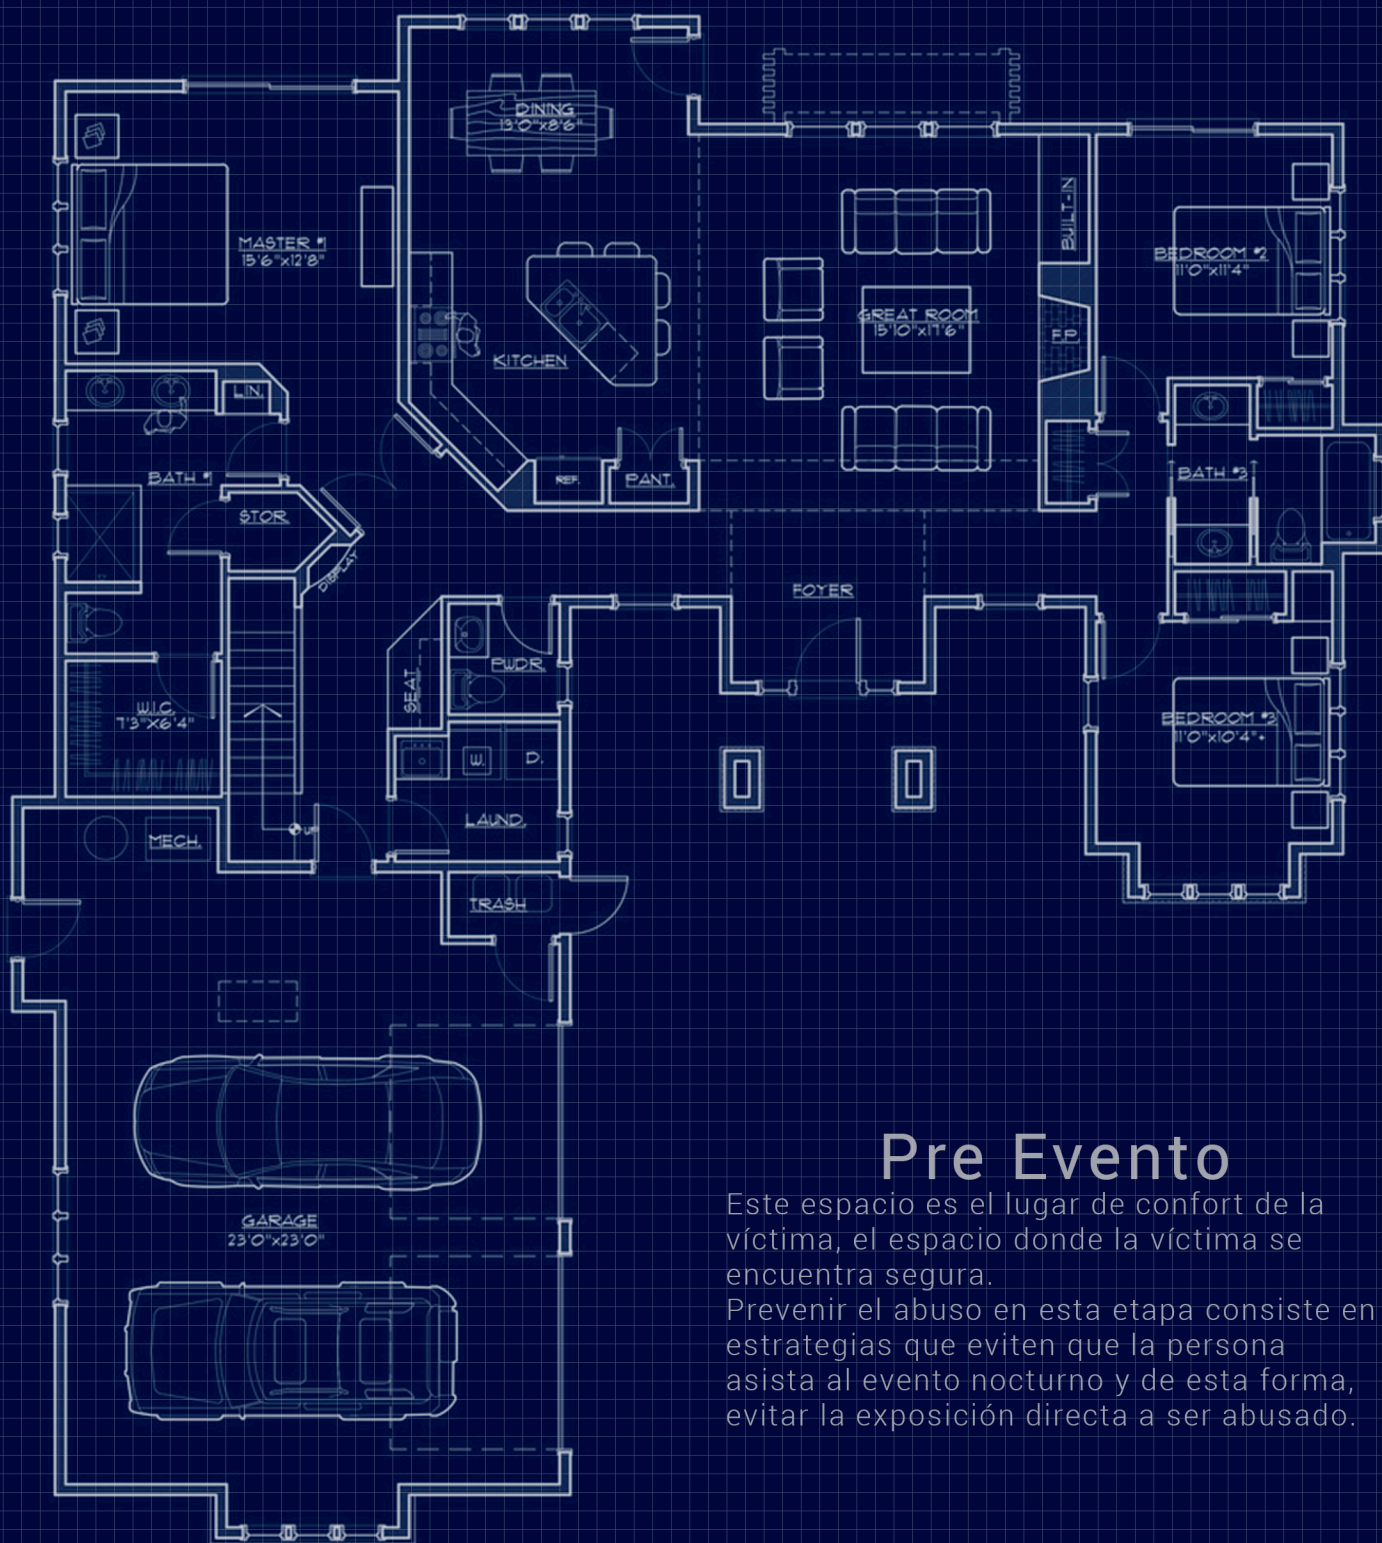 DINING
13'0"x8'6"
MASTER #1
15'6"x12'8"
KITCHEN
GREAT ROOM
15'10"x17'6"
BUILT-IN
F.P.
BEDROOM #2
11'0"x11'4"
LIN.
BATH #1
STOR.
DISPLAY
REF.
PANT.
BATH #3
FOYER
SEAT
PWDR.
W.I.C.
7'3"X6'4"
W.
D.
BEDROOM #3
11'0"x10'4"+
LAUND.
UP
MECH.
TRASH
GARAGE
23'0"x23'0"
Pre Evento
Este espacio es el lugar de confort de la
víctima, el espacio donde la víctima se
encuentra segura.
Prevenir el abuso en esta etapa consiste en
estrategias que eviten que la persona
asista al evento nocturno y de esta forma,
evitar la exposición directa a ser abusado.